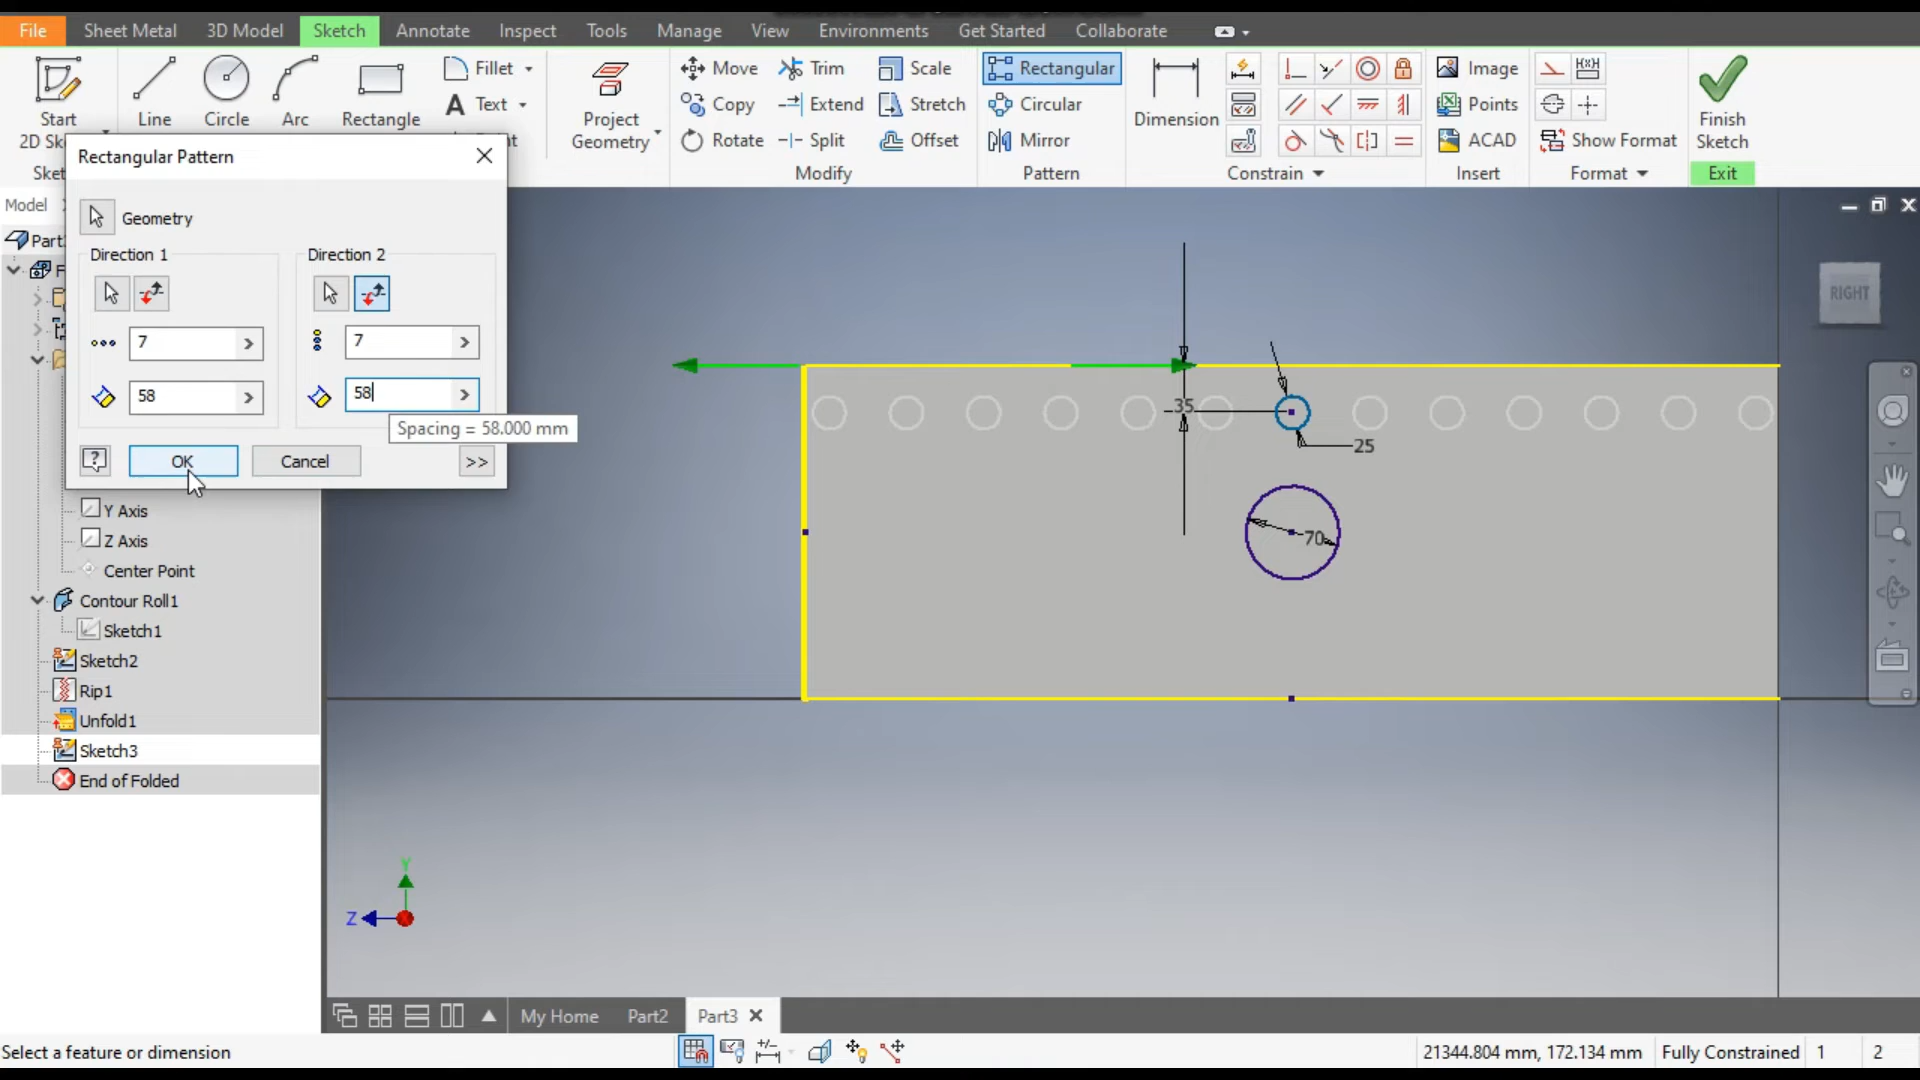 File Sheet Metal 3D Model Sketch Annotate Inspect Tools Manage View Environments Get Started Collaborate
Start
2D Sk
Line
Circle
Arc
Rectangle
Fillet
Text
Project
Geometry
Move Trim Scale
Copy Extend Stretch
Rotate Split Offset
Modify
Rectangular
Circular
Mirror
Pattern
Dimension
Constrain
Image
Points
ACAD
Insert
Show Format
Format
Finish
Sketch
Exit
Sket
Model
Rectangular Pattern
Geometry
Direction 1
Direction 2
7
7
58
58
Spacing = 58.000 mm
OK
Cancel
>>
Part
F
Y Axis
Z Axis
Center Point
Contour Roll1
Sketch1
Sketch2
Rip1
Unfold1
Sketch3
End of Folded
RIGHT
35
25
70
Y
Z
My Home Part2 Part3
Select a feature or dimension
21344.804 mm, 172.134 mm Fully Constrained 1 2